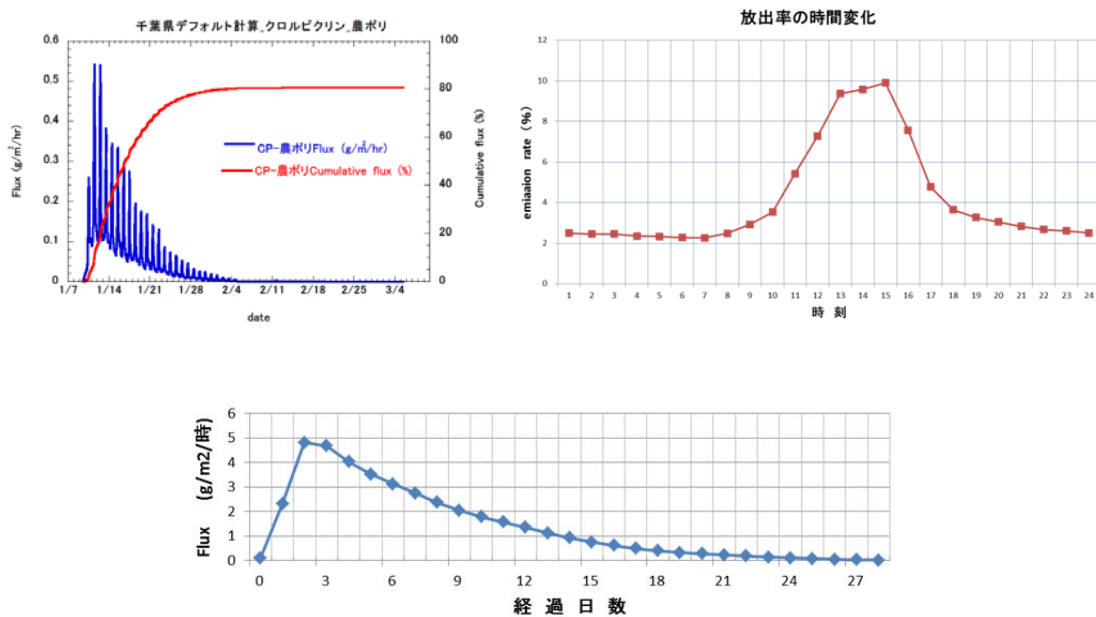 千葉県デフォルト計算_クロルピクリン_農ポリ
Flux (g/m²/hr)
0.6
0.5
0.4
0.3
0.2
0.1
0
CP-農ポリFlux (g/m²/hr)
CP-農ポリCumulative flux (%)
100
80
60
40
20
0
Cumulative flux (%)
1/7 1/14 1/21 1/28 2/4 2/11 2/18 2/25 3/4
date
放出率の時間変化
emiaaion rate (%)
12
10
8
6
4
2
0
1 2 3 4 5 6 7 8 9 10 11 12 13 14 15 16 17 18 19 20 21 22 23 24
時 刻
Flux (g/m2/時)
6
5
4
3
2
1
0
0 3 6 9 12 15 18 21 24 27
経 過 日 数